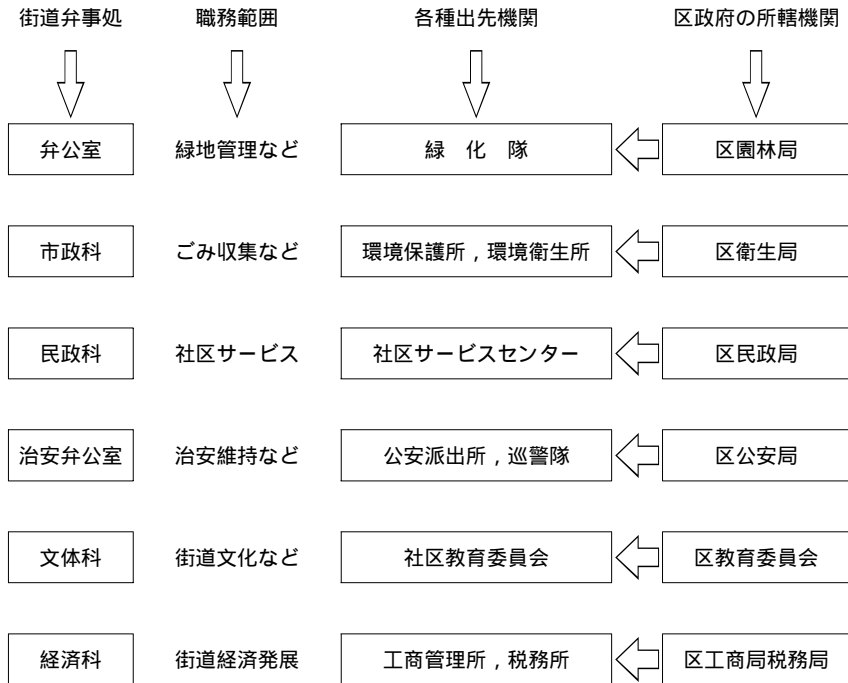 街道弁事処 職務範囲 各種出先機関 区政府の所轄機関
弁公室 緑地管理など 緑 化 隊 区園林局
市政科 ごみ収集など 環境保護所，環境衛生所 区衛生局
民政科 社区サービス 社区サービスセンター 区民政局
治安弁公室 治安維持など 公安派出所，巡警隊 区公安局
文体科 街道文化など 社区教育委員会 区教育委員会
経済科 街道経済発展 工商管理所，税務所 区工商局税務局